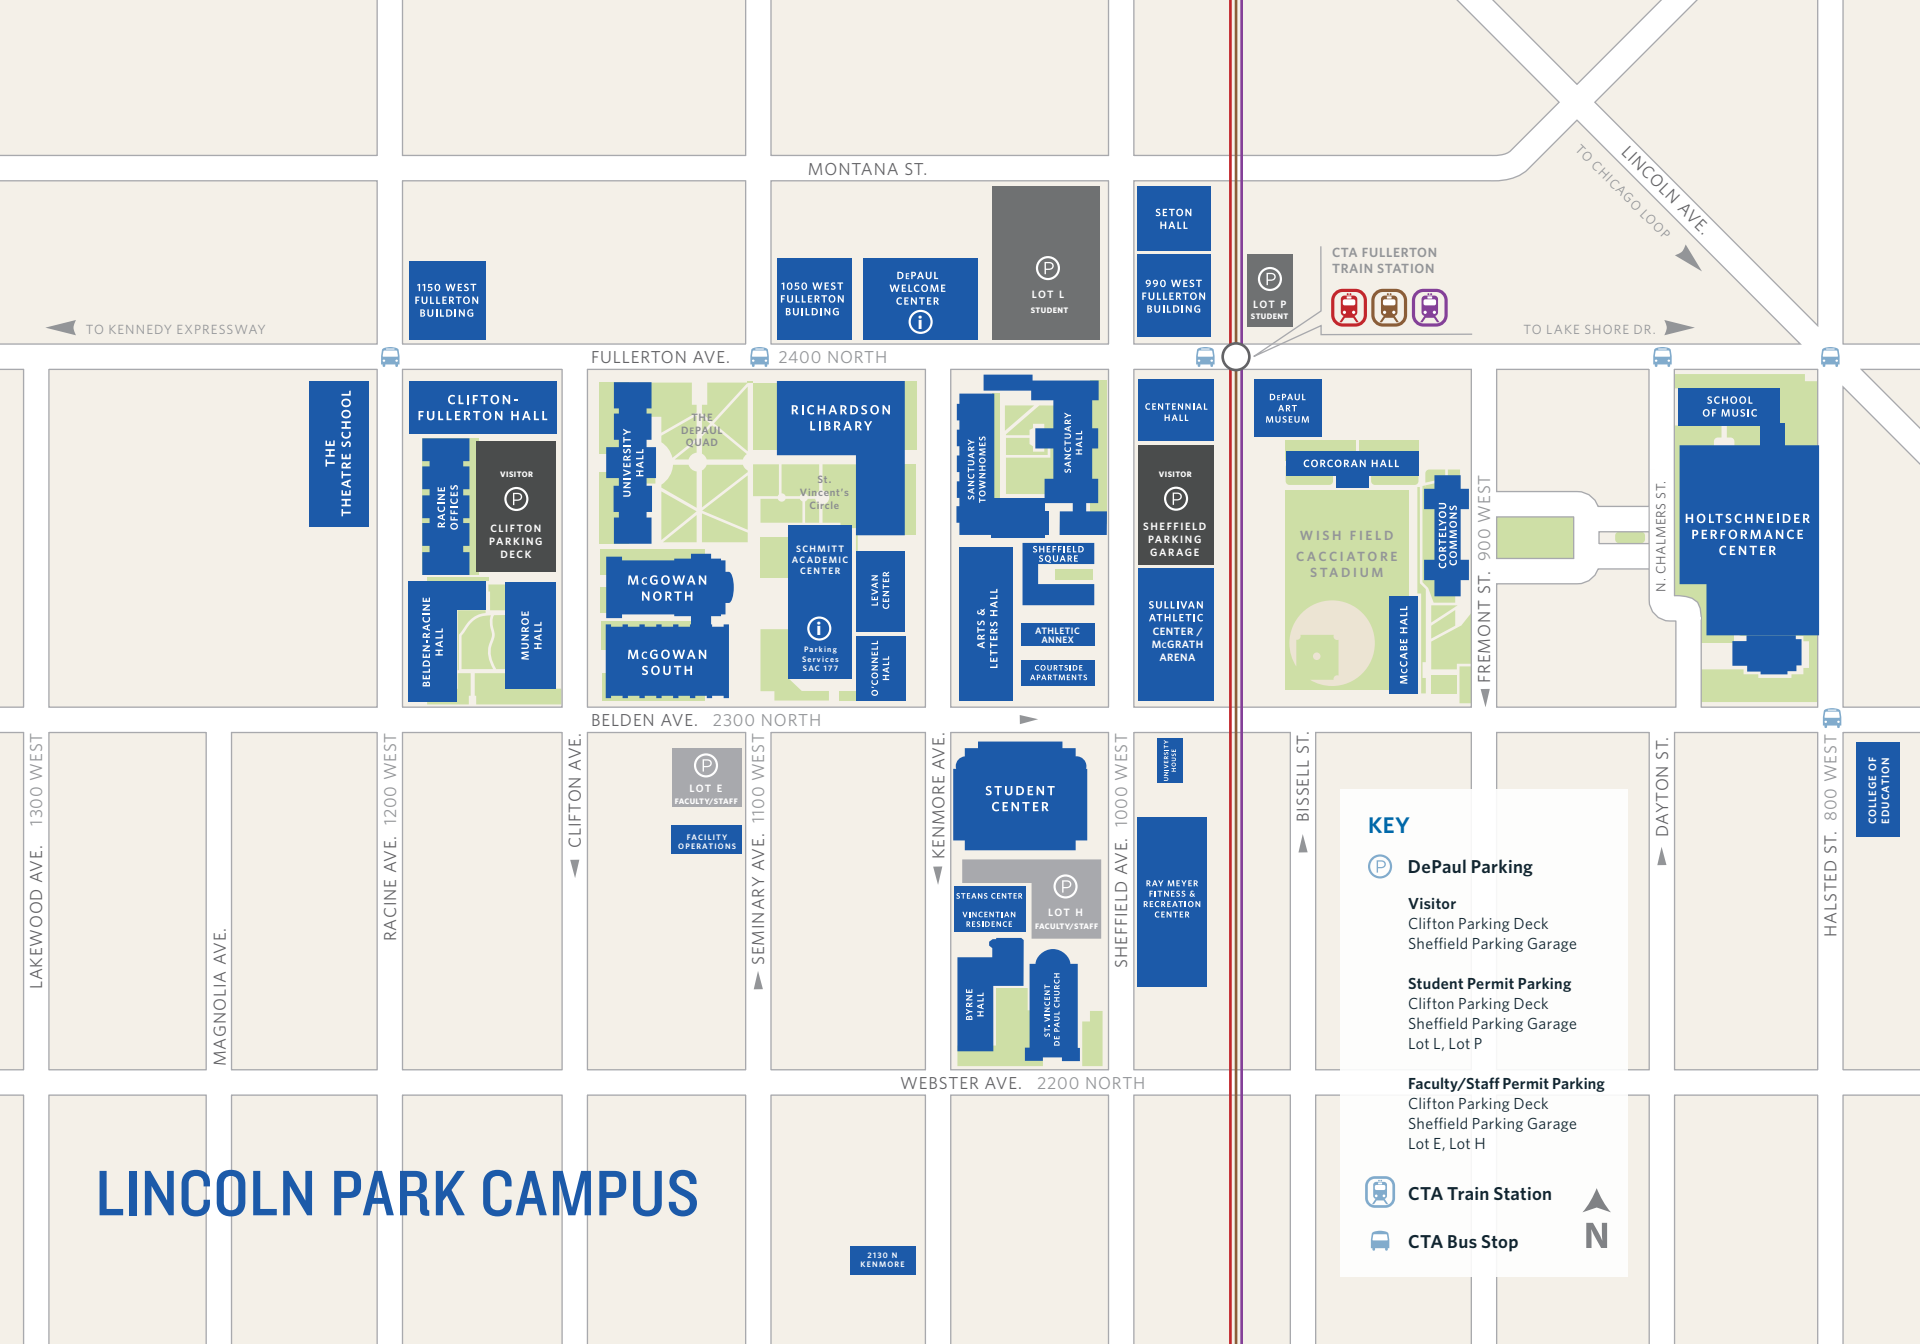 MONTANA ST.
LINCOLN AVE.
TO CHICAGO LOOP
SETON
HALL
CTA FULLERTON
TRAIN STATION
1150 WEST
FULLERTON
BUILDING
1050 WEST
FULLERTON
BUILDING
DEPAUL
WELCOME
CENTER
i
P
LOT L
STUDENT
990 WEST
FULLERTON
BUILDING
P
LOT P
STUDENT
TO KENNEDY EXPRESSWAY
TO LAKE SHORE DR.
FULLERTON AVE. 2400 NORTH
THE
THEATRE SCHOOL
CLIFTON-
FULLERTON HALL
RACINE
OFFICES
VISITOR
P
CLIFTON
PARKING
DECK
BELDEN-RACINE
HALL
MUNROE
HALL
UNIVERSITY
HALL
THE
DEPAUL
QUAD
RICHARDSON
LIBRARY
St.
Vincent's
Circle
McGOWAN
NORTH
McGOWAN
SOUTH
SCHMITT
ACADEMIC
CENTER
i
Parking
Services
SAC 177
LEVAN
CENTER
O'CONNELL
HALL
SANCTUARY
TOWNHOMES
SANCTUARY
HALL
SHEFFIELD
SQUARE
ARTS &
LETTERS HALL
ATHLETIC
ANNEX
COURTSIDE
APARTMENTS
CENTENNIAL
HALL
VISITOR
P
SHEFFIELD
PARKING
GARAGE
SULLIVAN
ATHLETIC
CENTER /
McGRATH
ARENA
DEPAUL
ART
MUSEUM
CORCORAN HALL
WISH FIELD
CACCIATORE
STADIUM
CORTELYOU
COMMONS
McCABE HALL
FREMONT ST. 900 WEST
N. CHALMERS ST.
SCHOOL
OF MUSIC
HOLTSCHNEIDER
PERFORMANCE
CENTER
BELDEN AVE. 2300 NORTH
LAKEWOOD AVE. 1300 WEST
MAGNOLIA AVE.
RACINE AVE. 1200 WEST
CLIFTON AVE.
P
LOT E
FACULTY/STAFF
FACILITY
OPERATIONS
SEMINARY AVE. 1100 WEST
KENMORE AVE.
STUDENT
CENTER
STEANS CENTER
VINCENTIAN
RESIDENCE
P
LOT H
FACULTY/STAFF
BYRNE
HALL
ST. VINCENT
DE PAUL CHURCH
SHEFFIELD AVE. 1000 WEST
UNIVERSITY
HOUSE
RAY MEYER
FITNESS &
RECREATION
CENTER
BISSELL ST.
DAYTON ST.
HALSTED ST. 800 WEST
COLLEGE OF
EDUCATION
WEBSTER AVE. 2200 NORTH
2130 N
KENMORE
LINCOLN PARK CAMPUS
KEY
P DePaul Parking
Visitor
Clifton Parking Deck
Sheffield Parking Garage
Student Permit Parking
Clifton Parking Deck
Sheffield Parking Garage
Lot L, Lot P
Faculty/Staff Permit Parking
Clifton Parking Deck
Sheffield Parking Garage
Lot E, Lot H
CTA Train Station
CTA Bus Stop
N